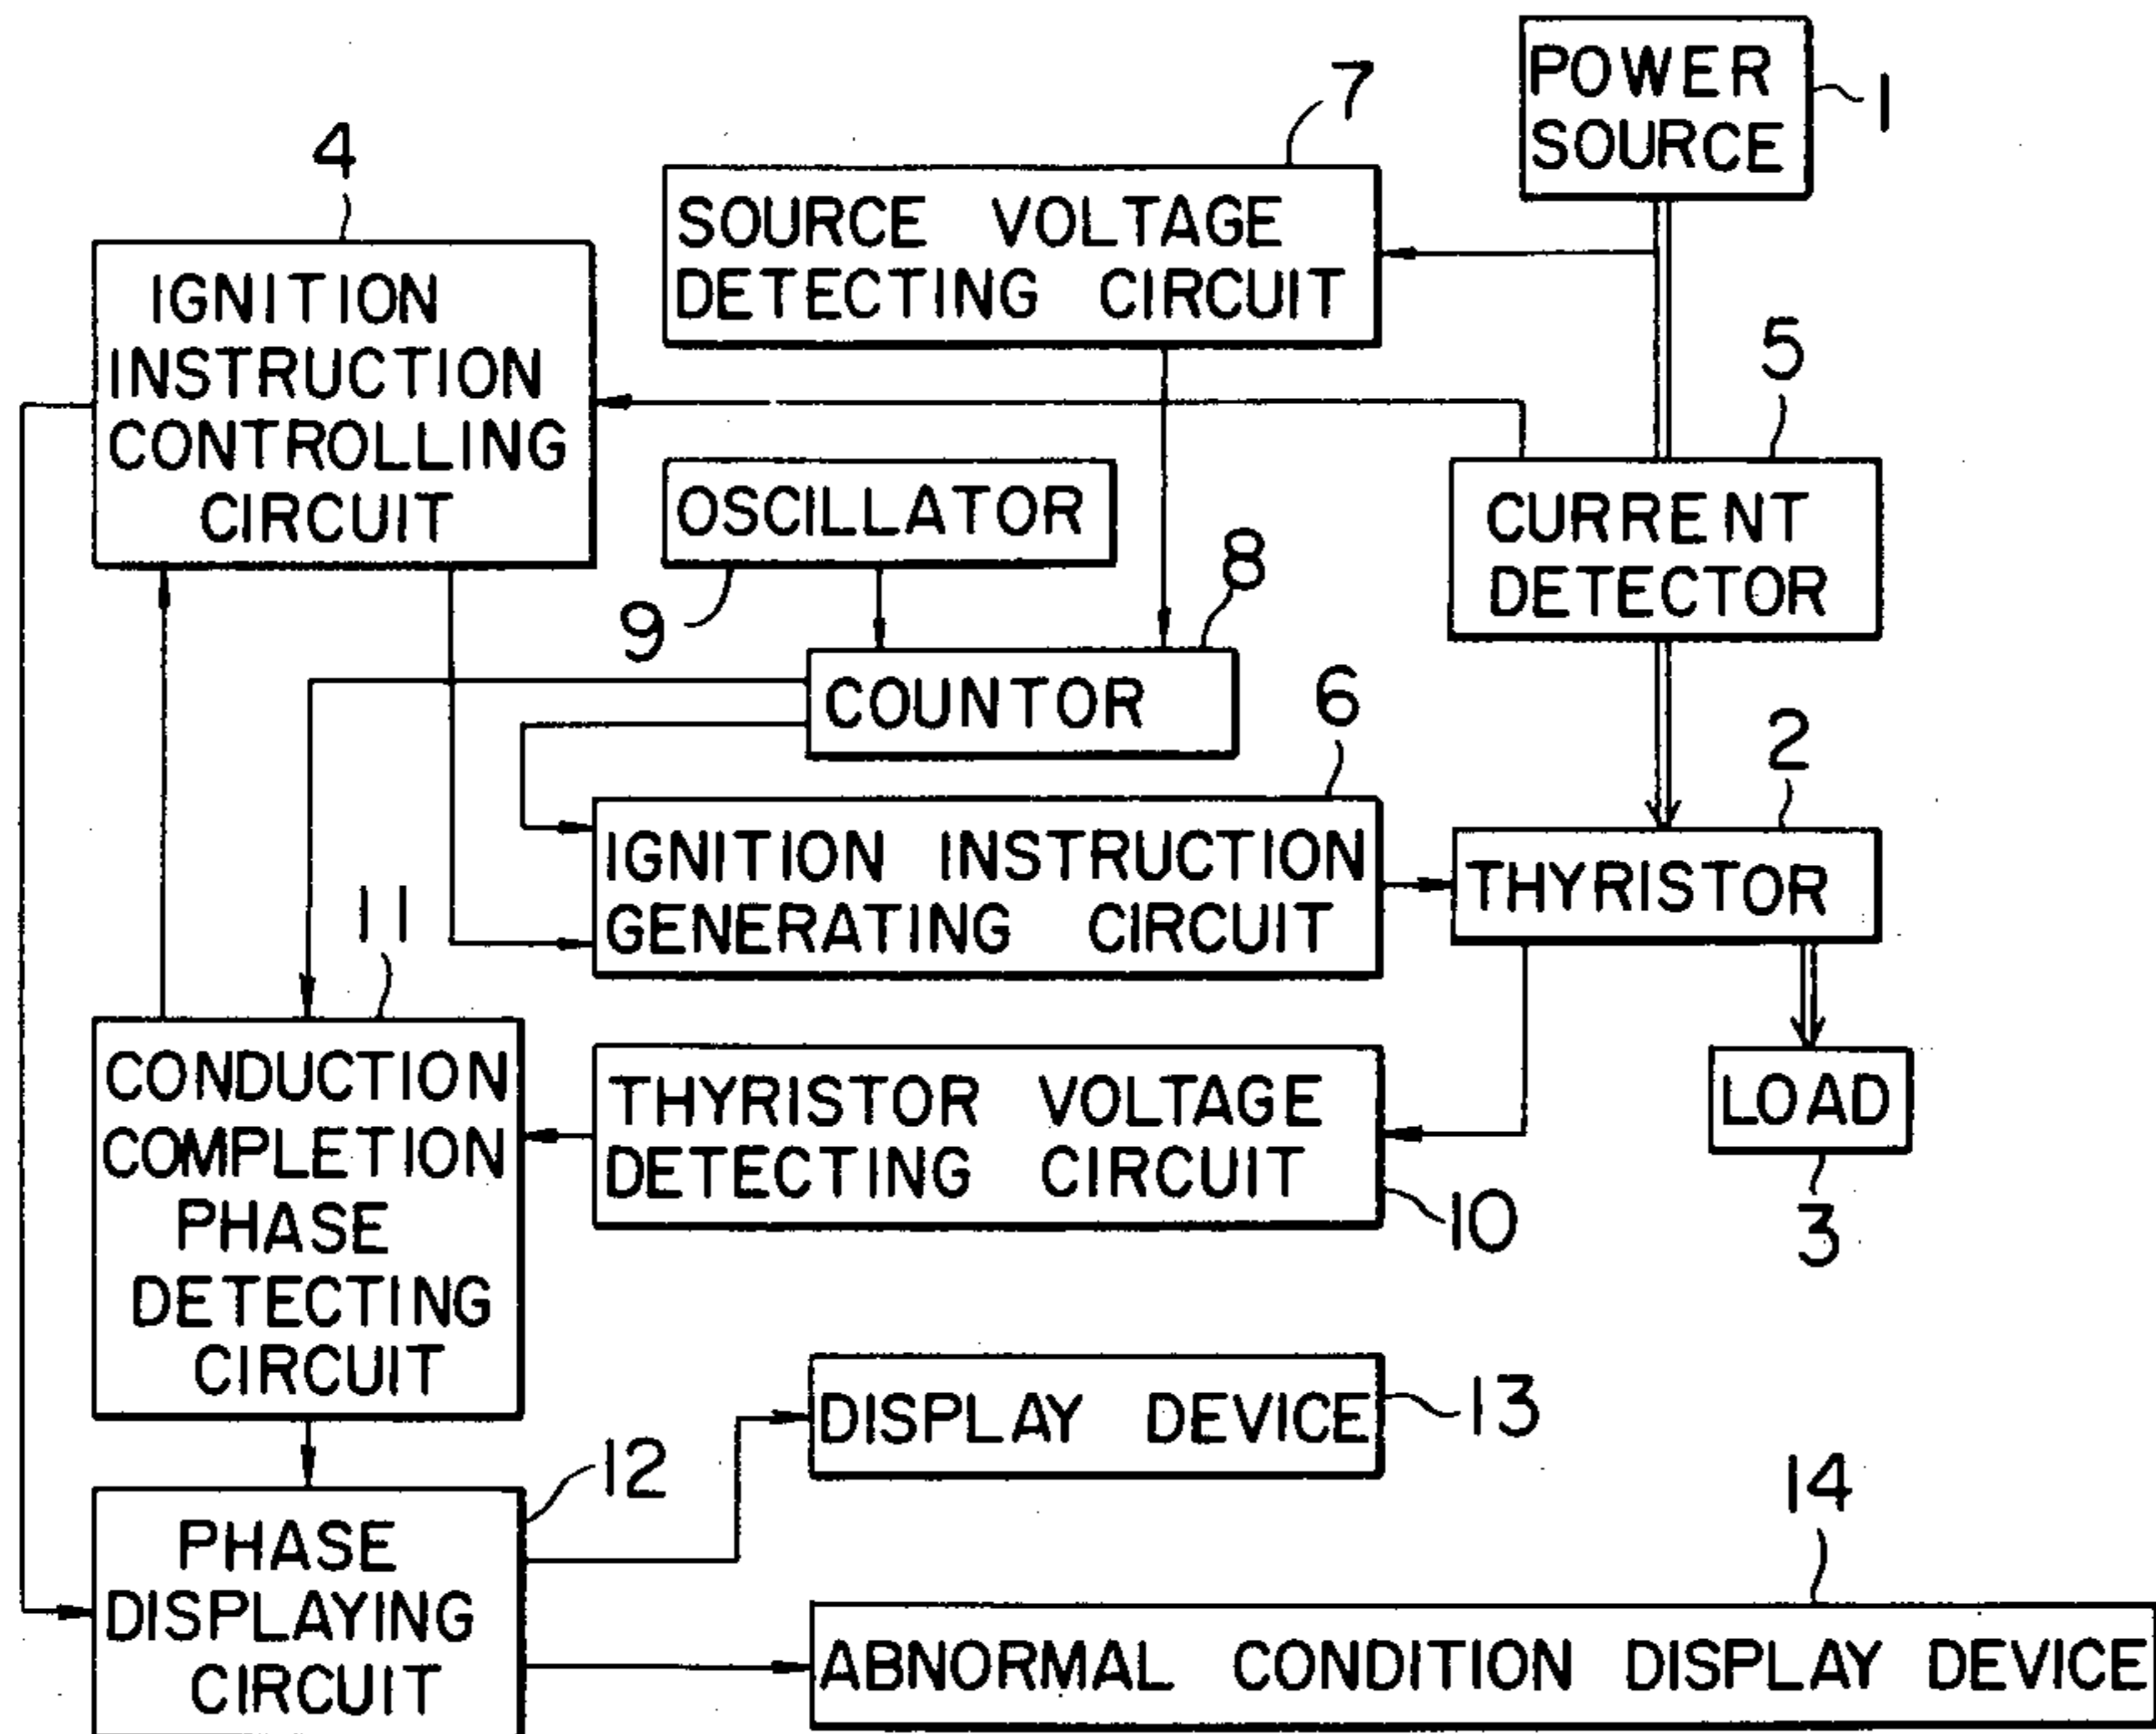 POWER
SOURCE
1
7
SOURCE VOLTAGE
DETECTING CIRCUIT
4
IGNITION
INSTRUCTION
CONTROLLING
CIRCUIT
5
CURRENT
DETECTOR
OSCILLATOR
9
8
COUNTOR
6
IGNITION INSTRUCTION
GENERATING CIRCUIT
2
THYRISTOR
11
CONDUCTION
COMPLETION
PHASE
DETECTING
CIRCUIT
THYRISTOR VOLTAGE
DETECTING CIRCUIT
10
LOAD
3
DISPLAY DEVICE
13
12
PHASE
DISPLAYING
CIRCUIT
14
ABNORMAL CONDITION DISPLAY DEVICE